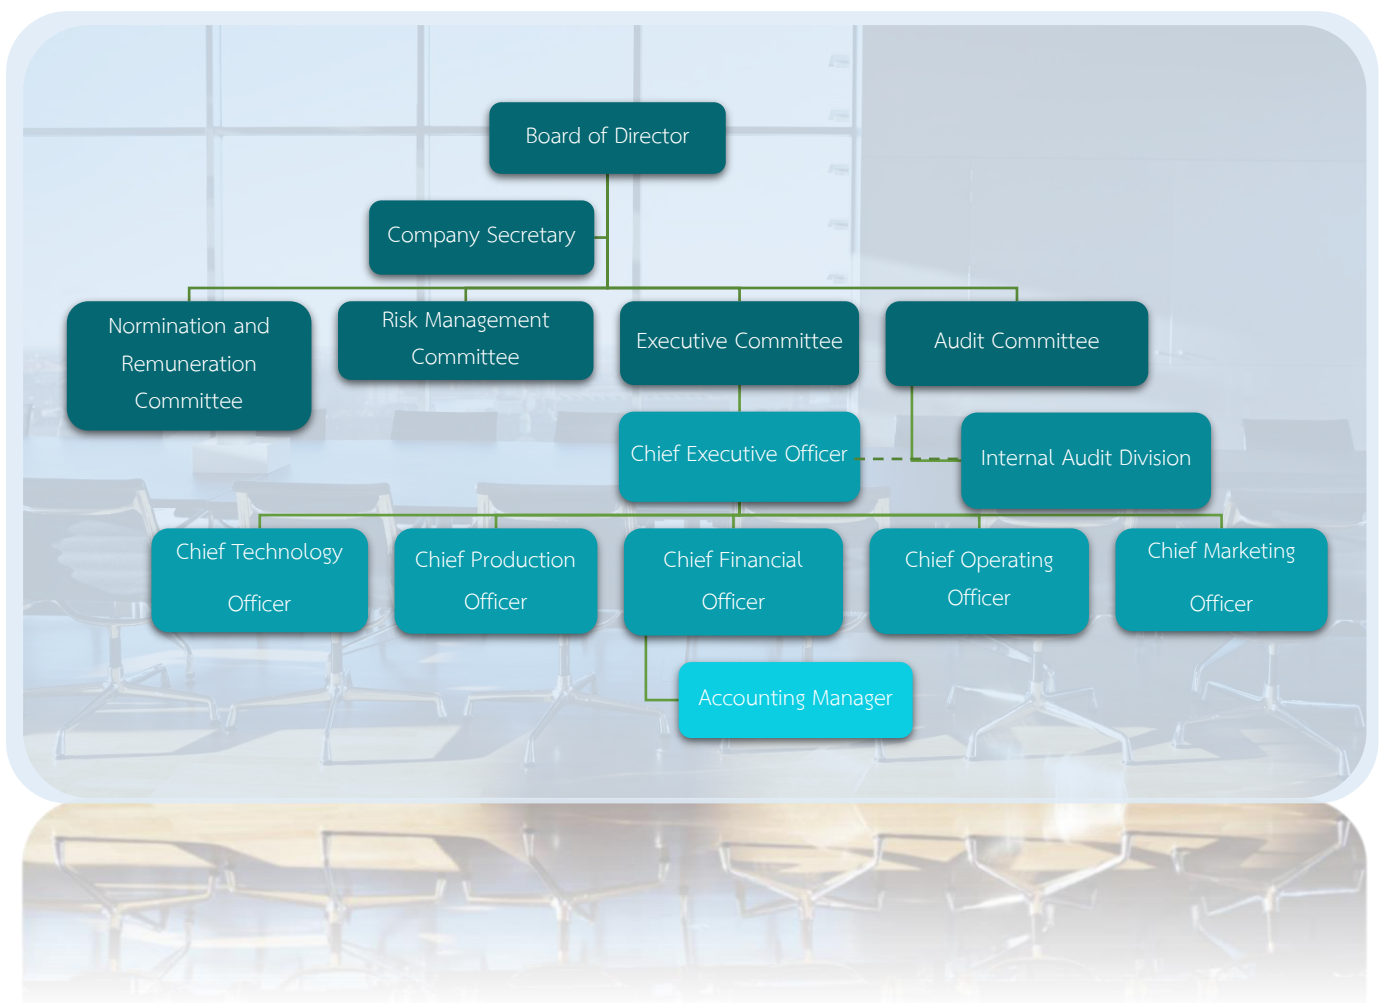 Board of Director
Company Secretary
Normination and
Remuneration
Committee
Risk Management
Committee
Executive Committee
Audit Committee
Chief Executive Officer
Internal Audit Division
Chief Technology
Officer
Chief Production
Officer
Chief Financial
Officer
Chief Operating
Officer
Chief Marketing
Officer
Accounting Manager